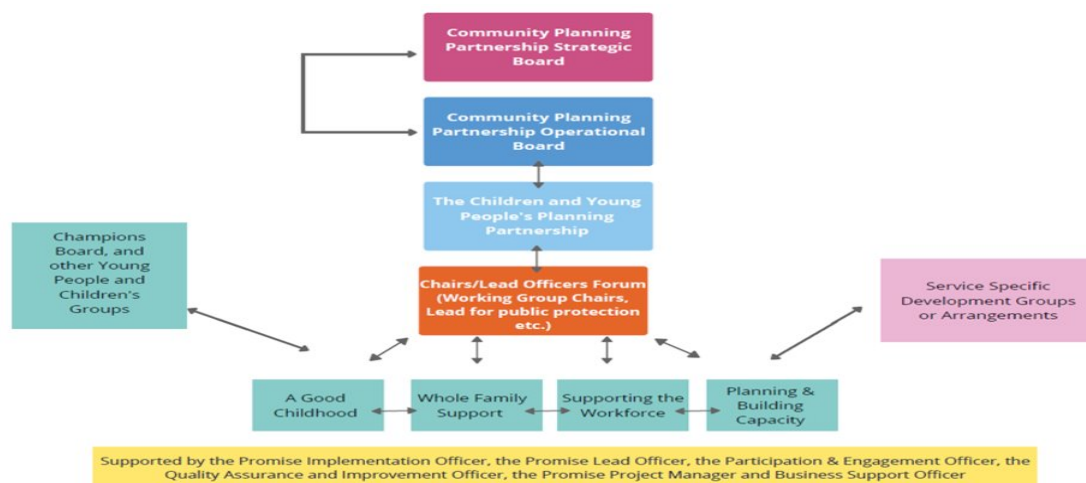 Community Planning
Partnership Strategic
Board
Community Planning
Partnership Operational
Board
The Children and Young
People's Planning
Partnership
Champions
Board, and
other Young
People and
Children's
Groups
Chairs/Lead Officers Forum
(Working Group Chairs,
Lead for public protection
etc.)
Service Specific
Development Groups
or Arrangements
A Good
Childhood
Whole Family
Support
Supporting the
Workforce
Planning &
Building
Capacity
Supported by the Promise Implementation Officer, the Promise Lead Officer, the Participation & Engagement Officer, the
Quality Assurance and Improvement Officer, the Promise Project Manager and Business Support Officer